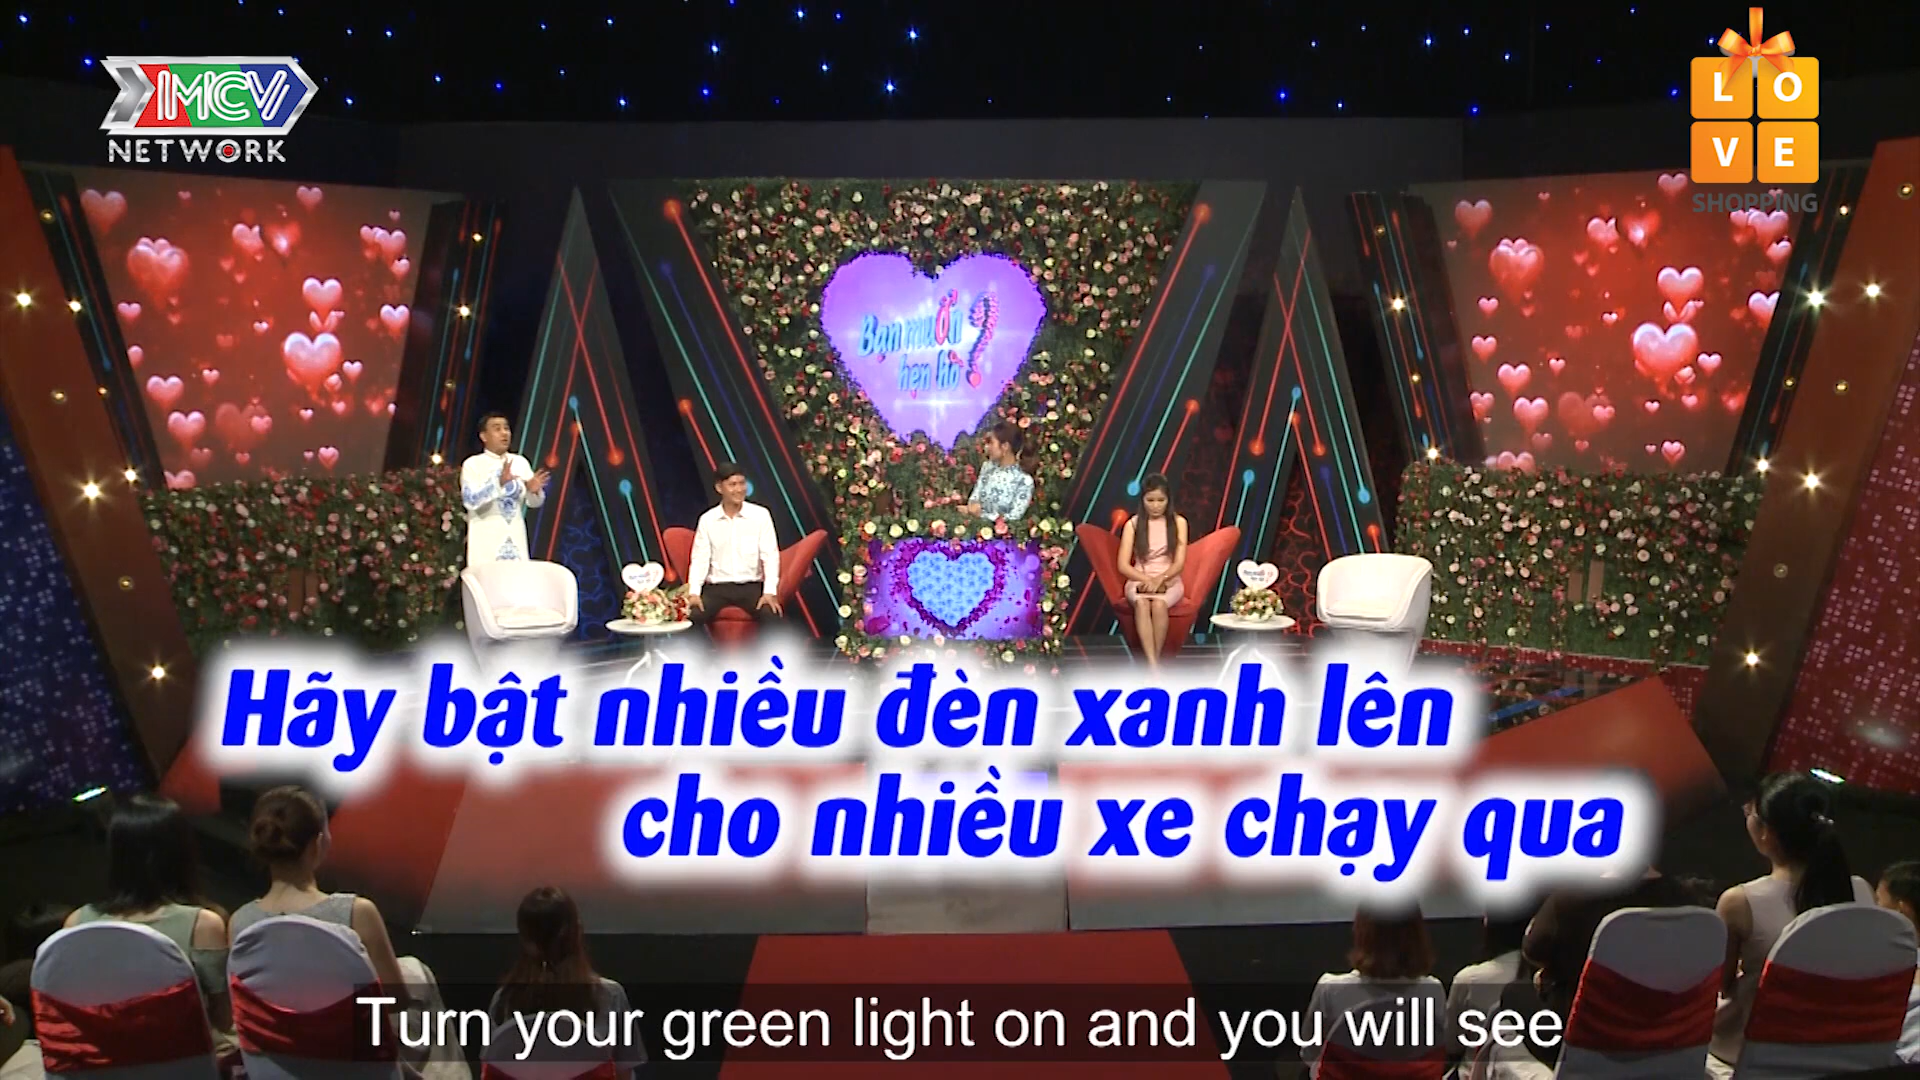 MCV
NETWORK
LOVE
SHOPPING
Bạn muốn
hẹn hò ?
Hãy bật nhiều đèn xanh lên
cho nhiều xe chạy qua
Turn your green light on and you will see